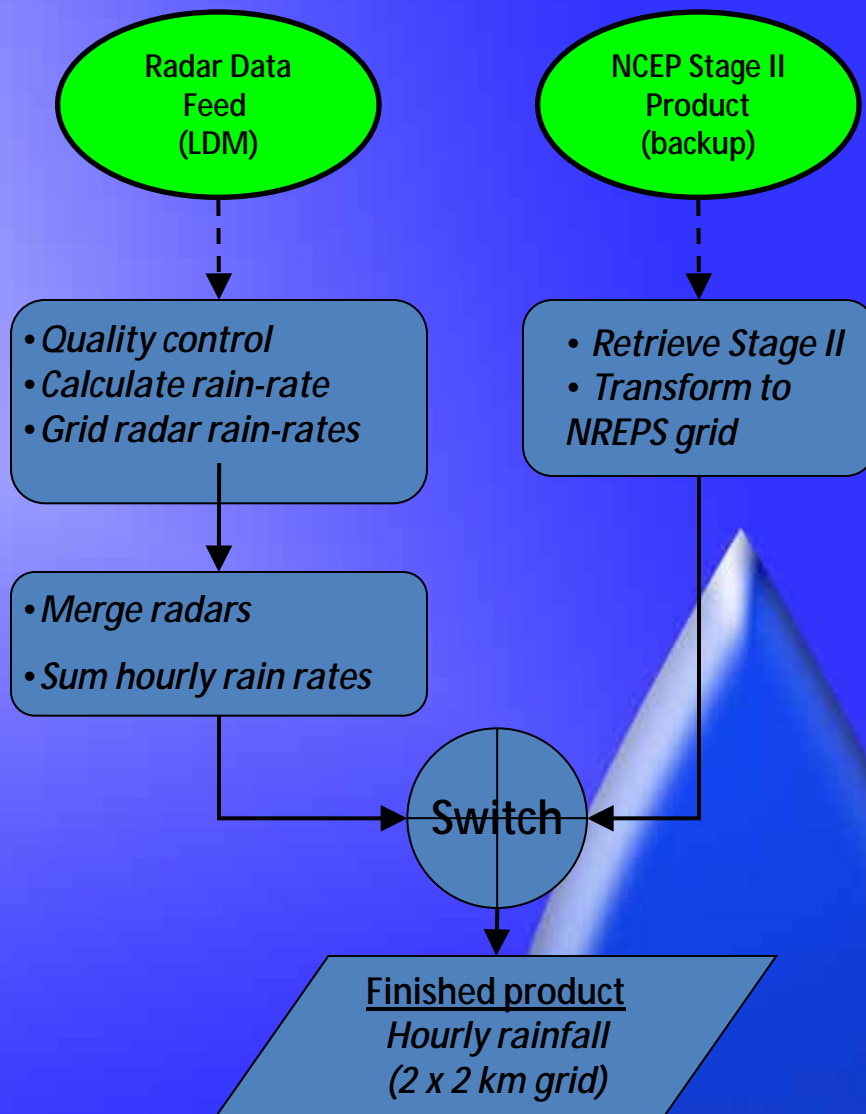 Radar Data
Feed
(LDM)
NCEP Stage II
Product
(backup)
• Quality control
• Calculate rain-rate
• Grid radar rain-rates
• Retrieve Stage II
• Transform to
NREPS grid
• Merge radars
• Sum hourly rain rates
Switch
Finished product
Hourly rainfall
(2 x 2 km grid)